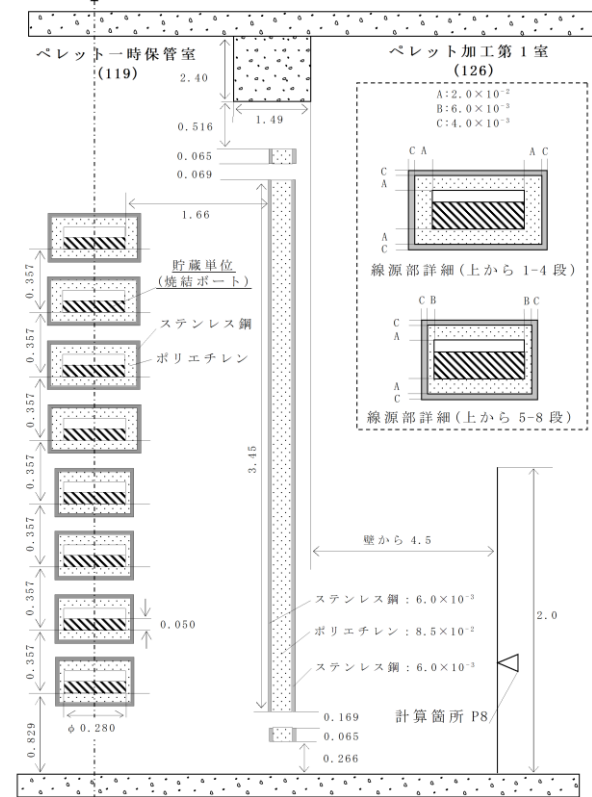 ペレット一時保管室
(119)
ペレット加工第１室
(126)
2.40
1.49
0.516
0.065
0.069
1.66
A:2.0×10⁻²
B:6.0×10⁻³
C:4.0×10⁻³
C A
A C
C
A
A
C
線源部詳細(上から 1-4 段)
C B
B C
C
A
A
C
線源部詳細(上から 5-8 段)
貯蔵単位
(焼結ボート)
ステンレス鋼
ポリエチレン
0.357
0.357
0.357
0.357
0.357
0.357
0.357
3.45
壁から 4.5
2.0
0.050
ステンレス鋼：6.0×10⁻³
ポリエチレン：8.5×10⁻²
ステンレス鋼：6.0×10⁻³
計算箇所 P8
0.829
φ 0.280
0.169
0.065
0.266